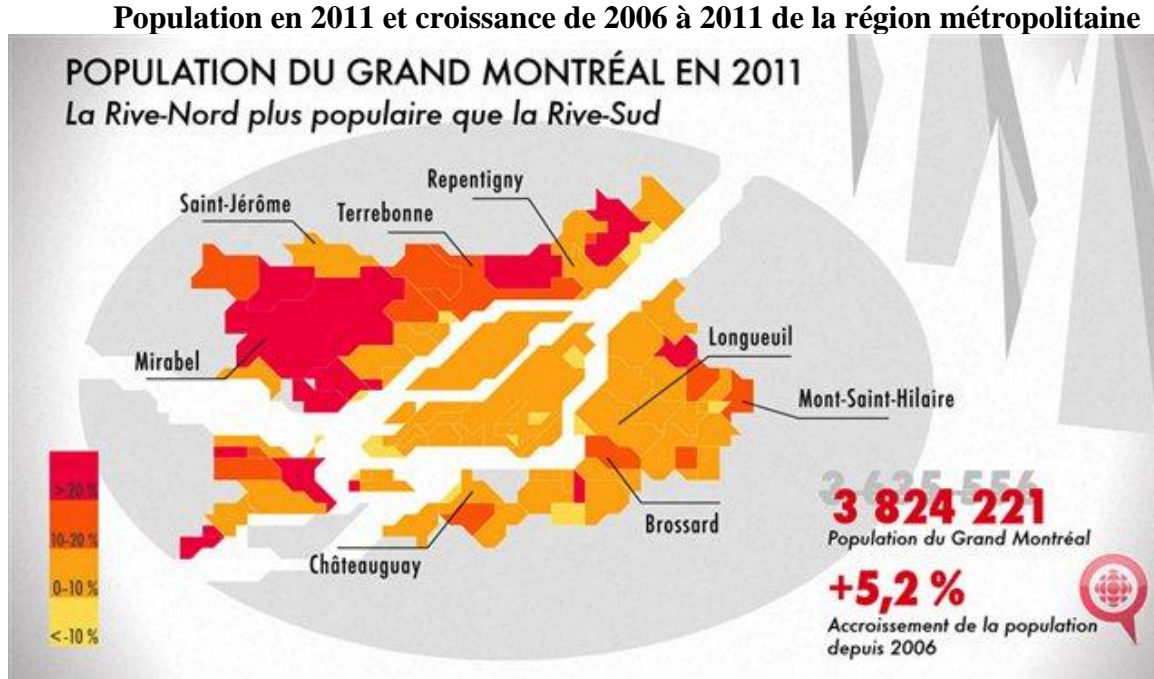 Population en 2011 et croissance de 2006 à 2011 de la région métropolitaine
POPULATION DU GRAND MONTRÉAL EN 2011
La Rive-Nord plus populaire que la Rive-Sud
Repentigny
Saint-Jérôme
Terrebonne
Longueuil
Mirabel
Mont-Saint-Hilaire
>20 %
10-20 %
0-10 %
<-10 %
Brossard
Châteauguay
3 635 556
3 824 221
Population du Grand Montréal
+5,2 %
Accroissement de la population
depuis 2006